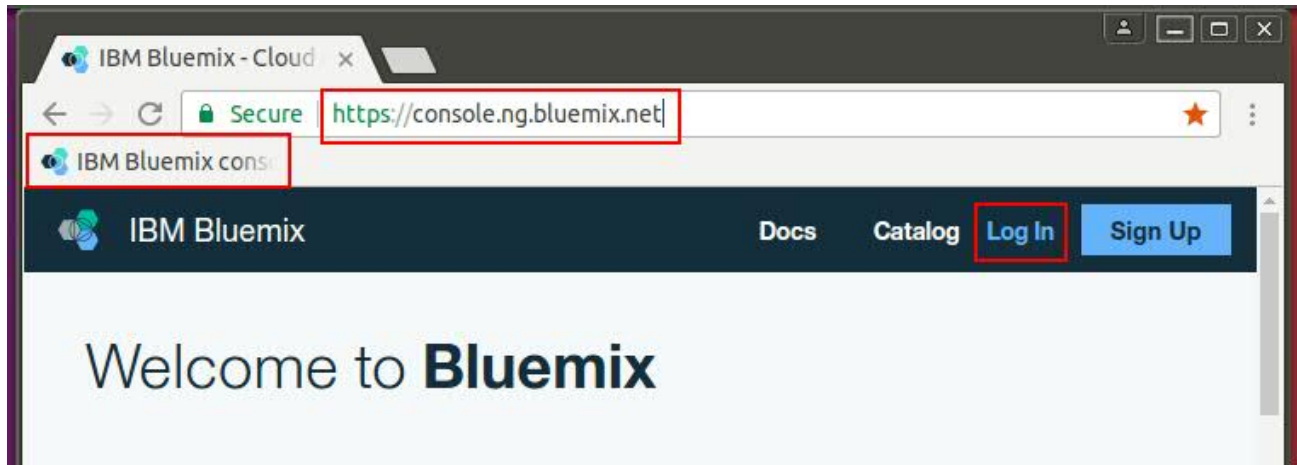 IBM Bluemix - Cloud
Secure https://console.ng.bluemix.net
IBM Bluemix cons
IBM Bluemix Docs Catalog Log In Sign Up
Welcome to Bluemix